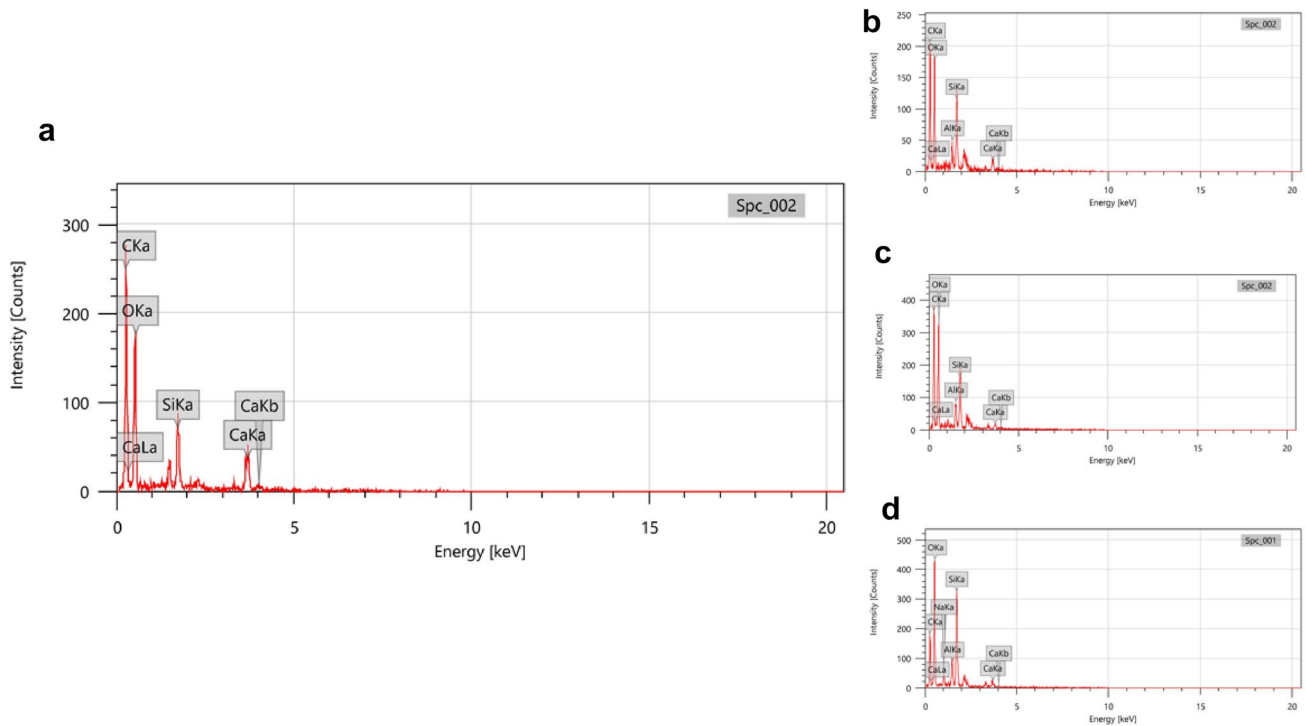 a
Spc_002
CKa
OKa
SiKa
CaKb
CaKa
CaLa
Intensity [Counts]
300
200
100
0
0 5 10 15 20
Energy [keV]
b
Spc_002
CKa
OKa
SiKa
AlKa
CaKb
CaLa
CaKa
Intensity [Counts]
250
200
150
100
50
0
0 5 10 15 20
Energy [keV]
c
Spc_002
OKa
CKa
SiKa
AlKa
CaKb
CaLa
CaKa
Intensity [Counts]
400
300
200
100
0
0 5 10 15 20
Energy [keV]
d
Spc_001
OKa
SiKa
NaKa
CKa
AlKa
CaKb
CaLa
CaKa
Intensity [Counts]
500
400
300
200
100
0
0 5 10 15 20
Energy [keV]